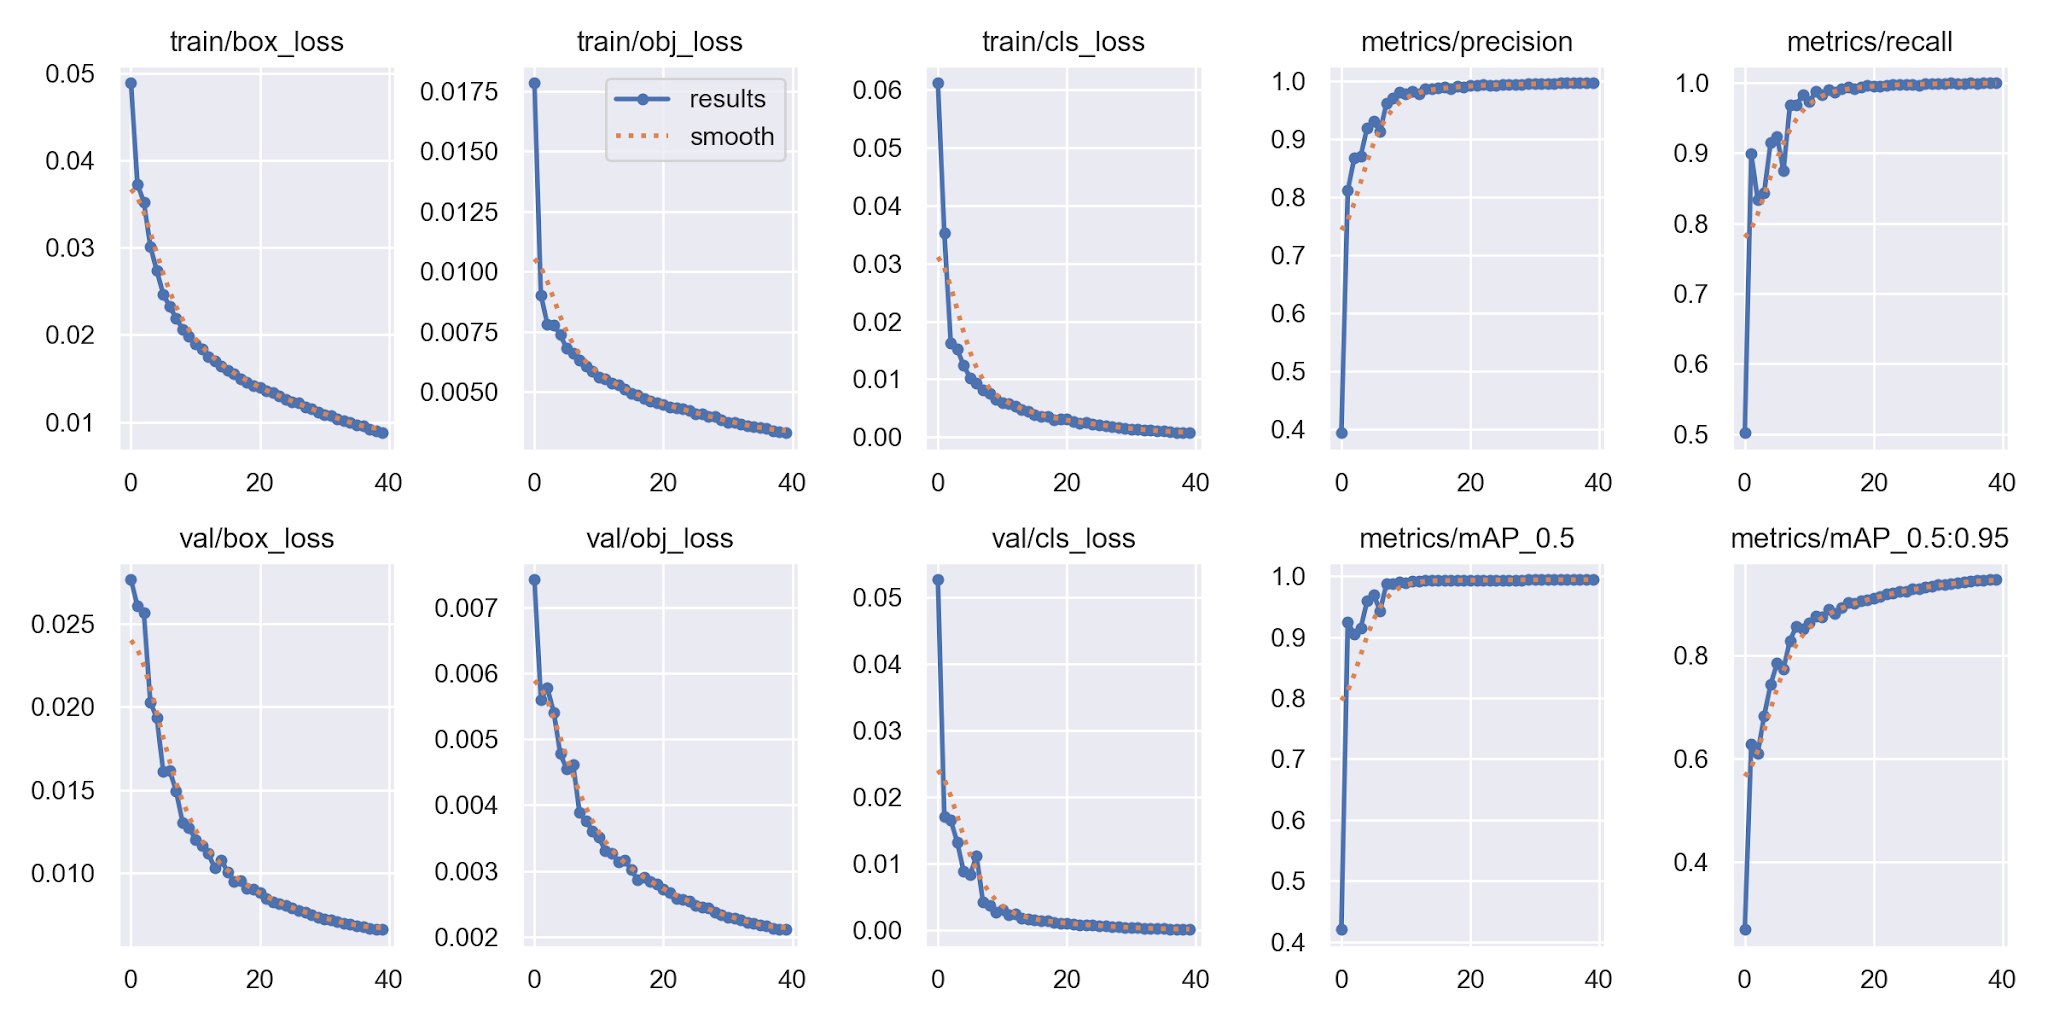 train/box_loss
0.05
0.04
0.03
0.02
0.01
0 20 40
train/obj_loss
results
smooth
0.0175
0.0150
0.0125
0.0100
0.0075
0.0050
0 20 40
train/cls_loss
0.06
0.05
0.04
0.03
0.02
0.01
0.00
0 20 40
metrics/precision
1.0
0.9
0.8
0.7
0.6
0.5
0.4
0 20 40
metrics/recall
1.0
0.9
0.8
0.7
0.6
0.5
0 20 40
val/box_loss
0.025
0.020
0.015
0.010
0 20 40
val/obj_loss
0.007
0.006
0.005
0.004
0.003
0.002
0 20 40
val/cls_loss
0.05
0.04
0.03
0.02
0.01
0.00
0 20 40
metrics/mAP_0.5
1.0
0.9
0.8
0.7
0.6
0.5
0.4
0 20 40
metrics/mAP_0.5:0.95
0.8
0.6
0.4
0 20 40